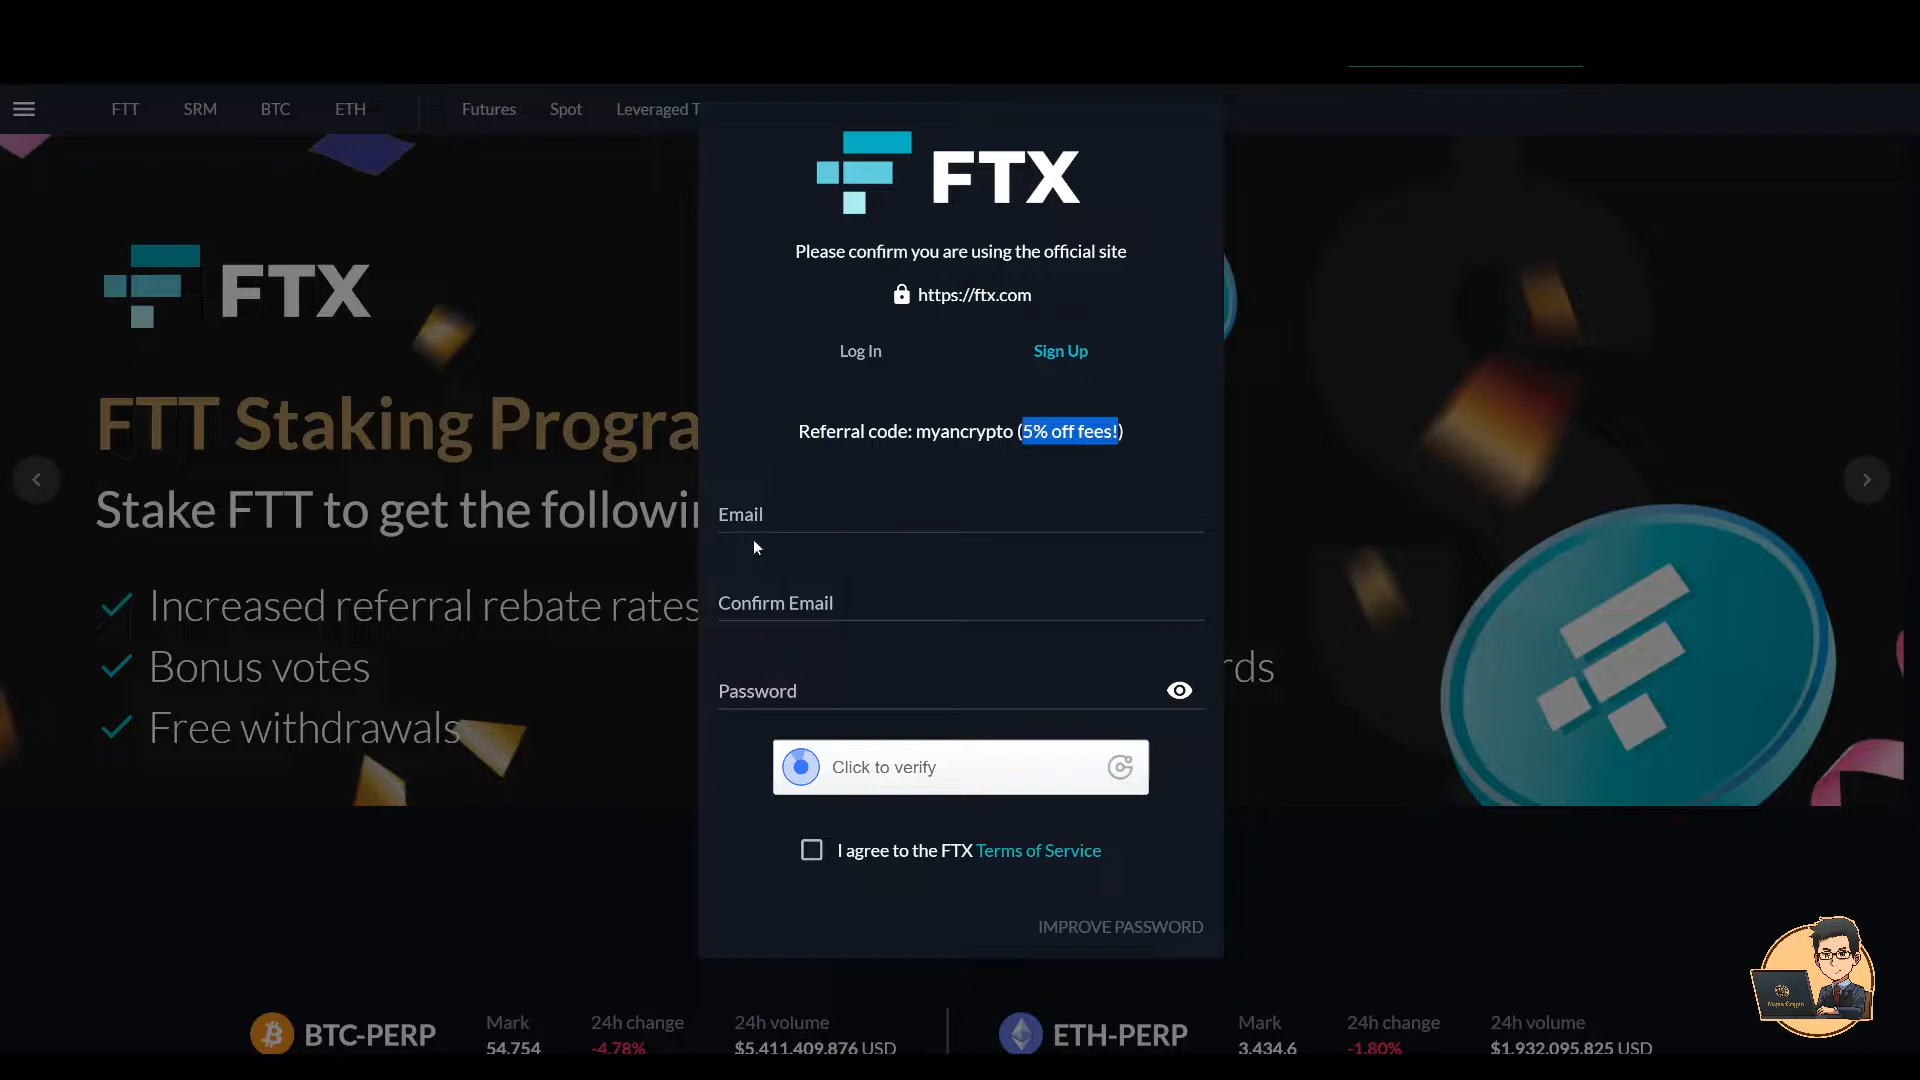 FTT SRM BTC ETH Futures Spot Leveraged T
FTX
Please confirm you are using the official site
https://ftx.com
Log In Sign Up
Referral code: myancrypto (5% off fees!)
Email
Confirm Email
Password
Click to verify
I agree to the FTX Terms of Service
IMPROVE PASSWORD
FTX
FTT Staking Progra
Stake FTT to get the followi
Increased referral rebate rates
Bonus votes
rds
Free withdrawals
BTC-PERP Mark 24h change 24h volume
54,754 -4.78% $5,411,409,876 USD
ETH-PERP Mark 24h change 24h volume
3,434.6 -1.80% $1,932,095,825 USD